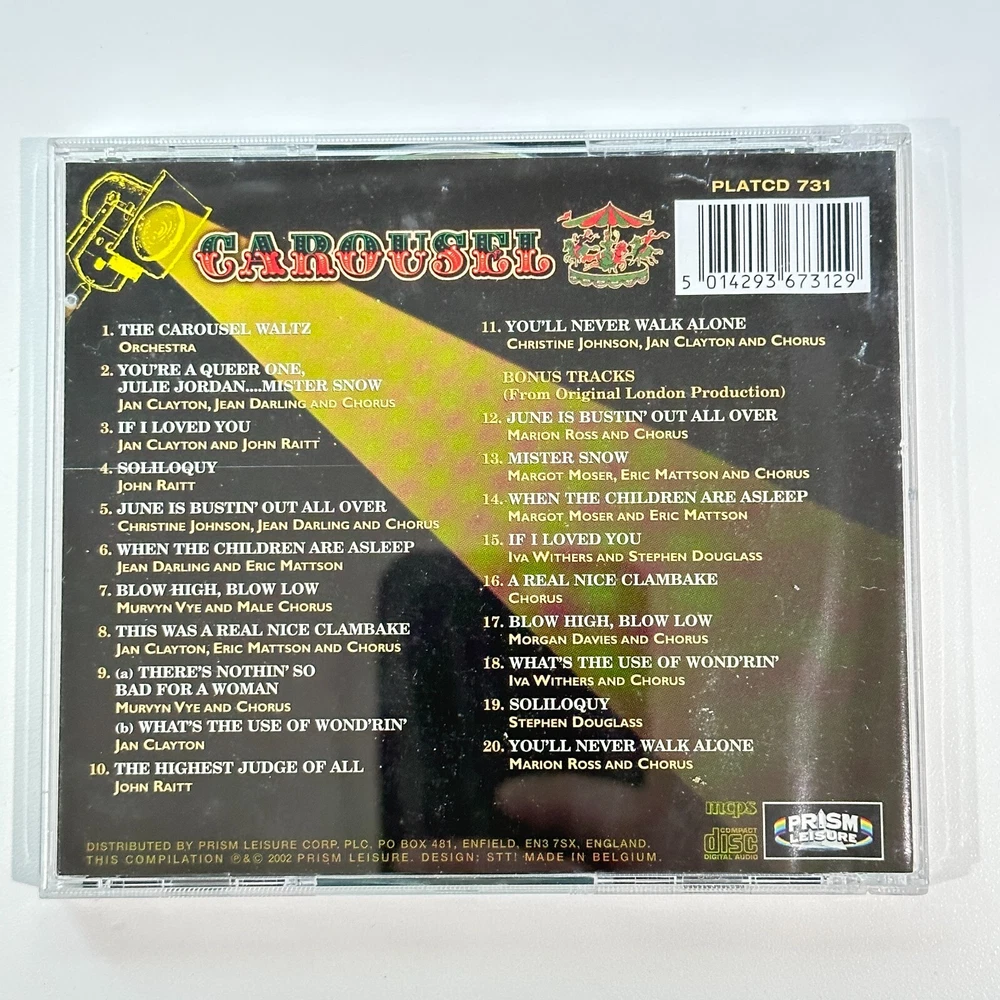 PLATCD 731
CAROUSEL
5 014293 673129
1. THE CAROUSEL WALTZ
ORCHESTRA
2. YOU'RE A QUEER ONE,
JULIE JORDAN....MISTER SNOW
JAN CLAYTON, JEAN DARLING AND CHORUS
3. IF I LOVED YOU
JAN CLAYTON AND JOHN RAITT
4. SOLILOQUY
JOHN RAITT
5. JUNE IS BUSTIN' OUT ALL OVER
CHRISTINE JOHNSON, JEAN DARLING AND CHORUS
6. WHEN THE CHILDREN ARE ASLEEP
JEAN DARLING AND ERIC MATTSON
7. BLOW HIGH, BLOW LOW
MURVYN VYE AND MALE CHORUS
8. THIS WAS A REAL NICE CLAMBAKE
JAN CLAYTON, ERIC MATTSON AND CHORUS
9. (a) THERE'S NOTHIN' SO
BAD FOR A WOMAN
MURVYN VYE AND CHORUS
(b) WHAT'S THE USE OF WOND'RIN'
JAN CLAYTON
10. THE HIGHEST JUDGE OF ALL
JOHN RAITT
11. YOU'LL NEVER WALK ALONE
CHRISTINE JOHNSON, JAN CLAYTON AND CHORUS
BONUS TRACKS
(From Original London Production)
12. JUNE IS BUSTIN' OUT ALL OVER
MARION ROSS AND CHORUS
13. MISTER SNOW
MARGOT MOSER, ERIC MATTSON AND CHORUS
14. WHEN THE CHILDREN ARE ASLEEP
MARGOT MOSER AND ERIC MATTSON
15. IF I LOVED YOU
IVA WITHERS AND STEPHEN DOUGLASS
16. A REAL NICE CLAMBAKE
CHORUS
17. BLOW HIGH, BLOW LOW
MORGAN DAVIES AND CHORUS
18. WHAT'S THE USE OF WOND'RIN'
IVA WITHERS AND CHORUS
19. SOLILOQUY
STEPHEN DOUGLASS
20. YOU'LL NEVER WALK ALONE
MARION ROSS AND CHORUS
mcps
COMPACT
disc
DIGITAL AUDIO
PRISM
LEISURE
DISTRIBUTED BY PRISM LEISURE CORP. PLC, PO BOX 481, ENFIELD, EN3 7SX, ENGLAND.
THIS COMPILATION ℗&© 2002 PRISM LEISURE. DESIGN: STT! MADE IN BELGIUM.